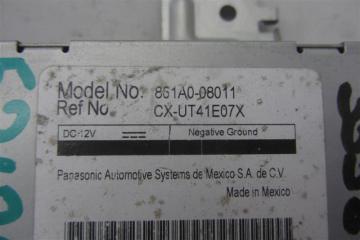 Model No: 861A0-08011
Ref No. CX-UT41E07X
DC-12V Negative Ground
Panasonic Automotive Systems de Mexico S.A. de C.V.
Made in Mexico